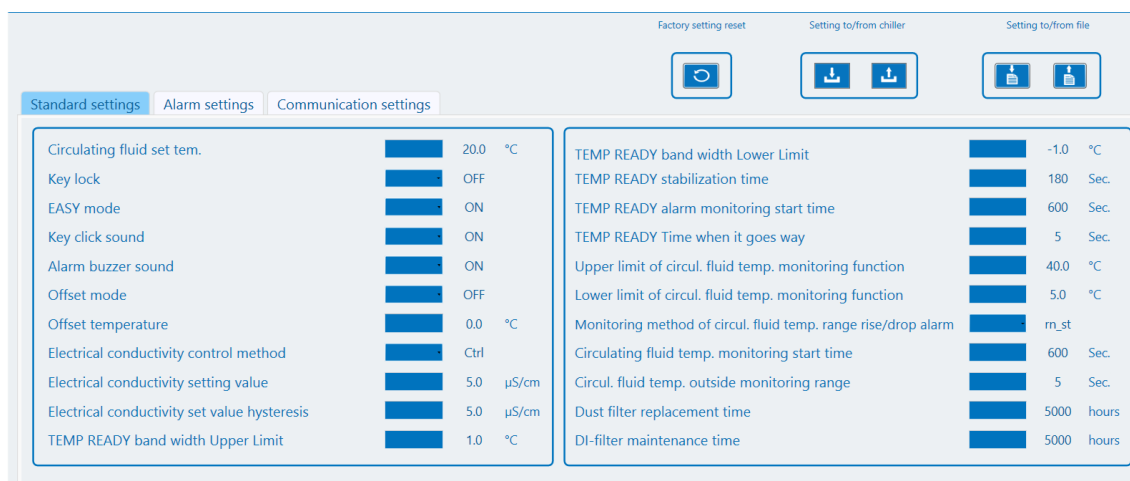 Factory setting reset
Setting to/from chiller
Setting to/from file
Standard settings
Alarm settings
Communication settings
Circulating fluid set tem. 20.0 °C
Key lock OFF
EASY mode ON
Key click sound ON
Alarm buzzer sound ON
Offset mode OFF
Offset temperature 0.0 °C
Electrical conductivity control method Ctrl
Electrical conductivity setting value 5.0 µS/cm
Electrical conductivity set value hysteresis 5.0 µS/cm
TEMP READY band width Upper Limit 1.0 °C
TEMP READY band width Lower Limit -1.0 °C
TEMP READY stabilization time 180 Sec.
TEMP READY alarm monitoring start time 600 Sec.
TEMP READY Time when it goes way 5 Sec.
Upper limit of circul. fluid temp. monitoring function 40.0 °C
Lower limit of circul. fluid temp. monitoring function 5.0 °C
Monitoring method of circul. fluid temp. range rise/drop alarm rn_st
Circulating fluid temp. monitoring start time 600 Sec.
Circul. fluid temp. outside monitoring range 5 Sec.
Dust filter replacement time 5000 hours
DI-filter maintenance time 5000 hours